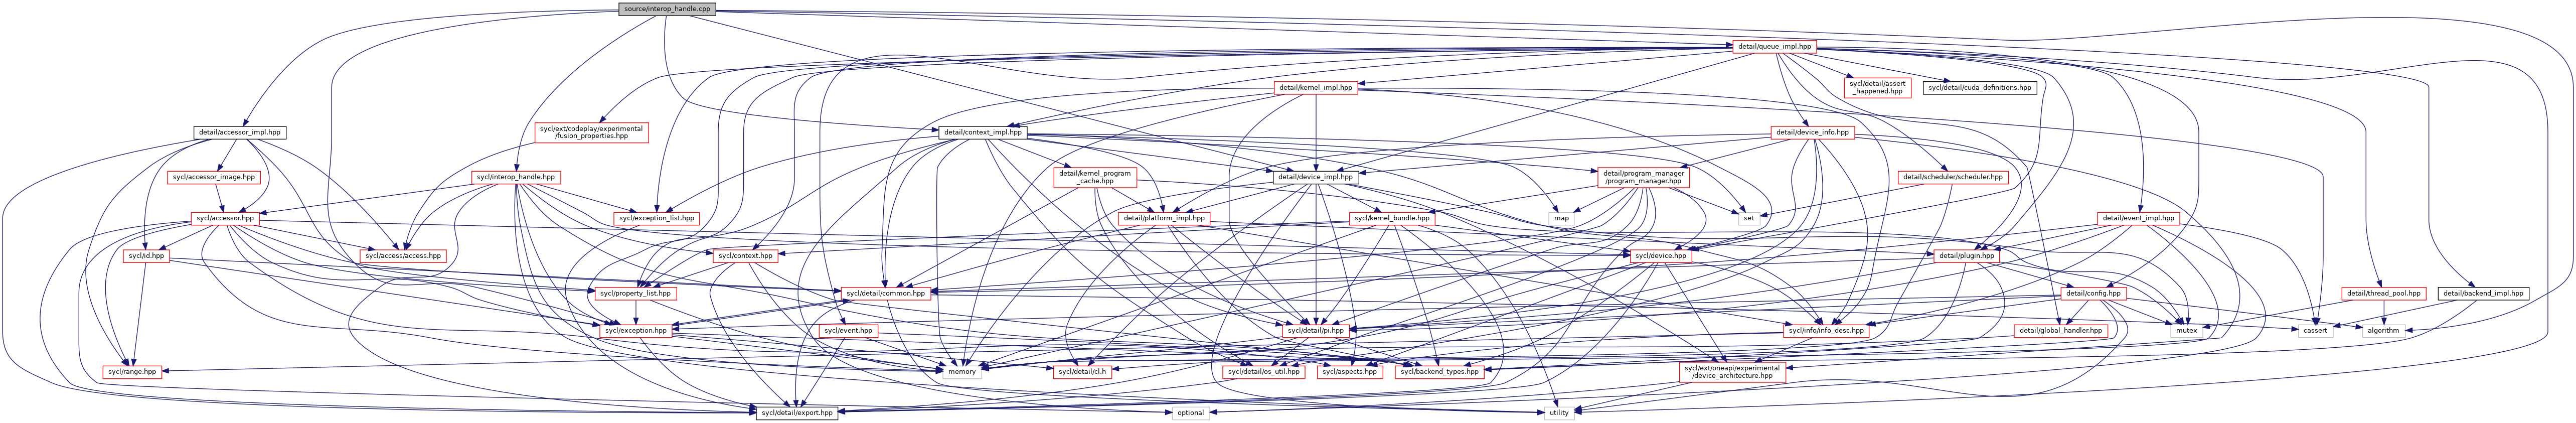 source/interop_handle.cpp
detail/queue_impl.hpp
detail/kernel_impl.hpp
sycl/detail/assert
_happened.hpp
sycl/detail/cuda_definitions.hpp
detail/accessor_impl.hpp
sycl/ext/codeplay/experimental
/fusion_properties.hpp
detail/context_impl.hpp
detail/device_info.hpp
sycl/accessor_image.hpp
sycl/interop_handle.hpp
detail/kernel_program
_cache.hpp
detail/device_impl.hpp
detail/program_manager
/program_manager.hpp
detail/scheduler/scheduler.hpp
sycl/accessor.hpp
sycl/exception_list.hpp
detail/platform_impl.hpp
sycl/kernel_bundle.hpp
map
set
detail/event_impl.hpp
sycl/id.hpp
sycl/access/access.hpp
sycl/context.hpp
sycl/device.hpp
detail/plugin.hpp
sycl/property_list.hpp
sycl/detail/common.hpp
detail/config.hpp
detail/thread_pool.hpp
detail/backend_impl.hpp
sycl/exception.hpp
sycl/event.hpp
sycl/detail/pi.hpp
sycl/info/info_desc.hpp
detail/global_handler.hpp
mutex
cassert
algorithm
sycl/range.hpp
memory
sycl/detail/cl.h
sycl/detail/os_util.hpp
sycl/aspects.hpp
sycl/backend_types.hpp
sycl/ext/oneapi/experimental
/device_architecture.hpp
sycl/detail/export.hpp
optional
utility